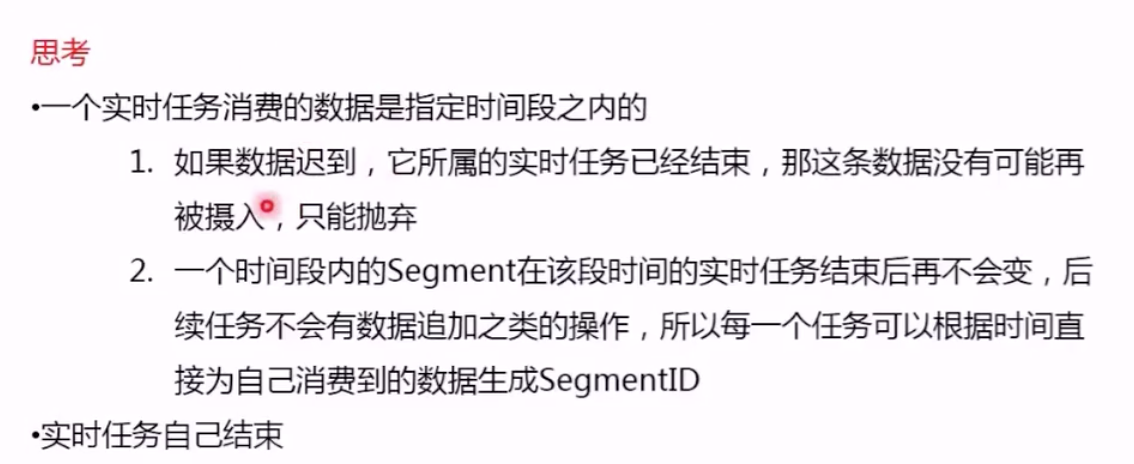 思考
•一个实时任务消费的数据是指定时间段之内的
1. 如果数据迟到，它所属的实时任务已经结束，那这条数据没有可能再
被摄入，只能抛弃
2. 一个时间段内的Segment在该段时间的实时任务结束后再不会变，后
续任务不会有数据追加之类的操作，所以每一个任务可以根据时间直
接为自己消费到的数据生成SegmentID
•实时任务自己结束